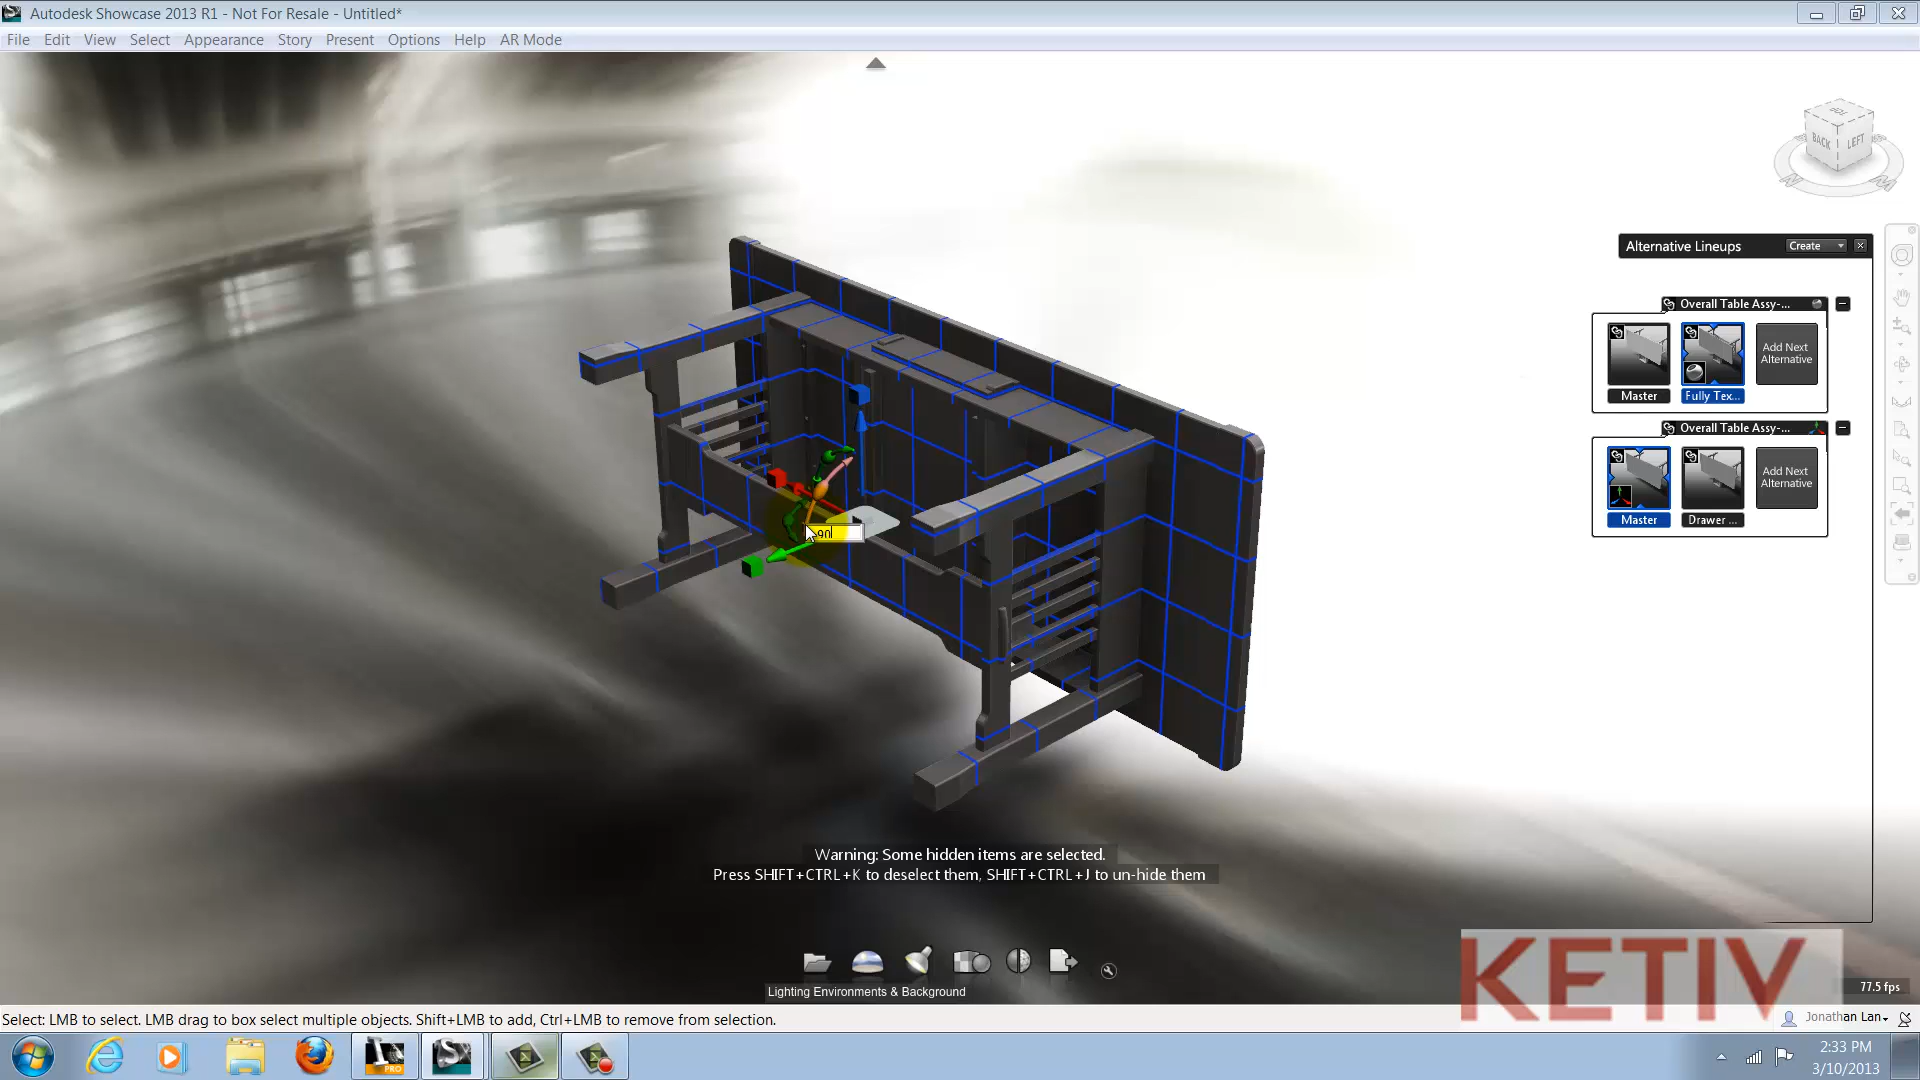 Autodesk Showcase 2013 R1 - Not For Resale - Untitled*
File Edit View Select Appearance Story Present Options Help AR Mode
TOP
BACK LEFT
Alternative Lineups Create
Overall Table Assy-...
Add Next
Alternative
Master Fully Tex...
Overall Table Assy-...
Add Next
Alternative
Master Drawer ...
Warning: Some hidden items are selected.
Press SHIFT+CTRL+K to deselect them, SHIFT+CTRL+J to un-hide them
Lighting Environments & Background
KETIV
77.5 fps
Select: LMB to select. LMB drag to box select multiple objects. Shift+LMB to add, Ctrl+LMB to remove from selection.
Jonathan Lan
PRO
2:33 PM
3/10/2013